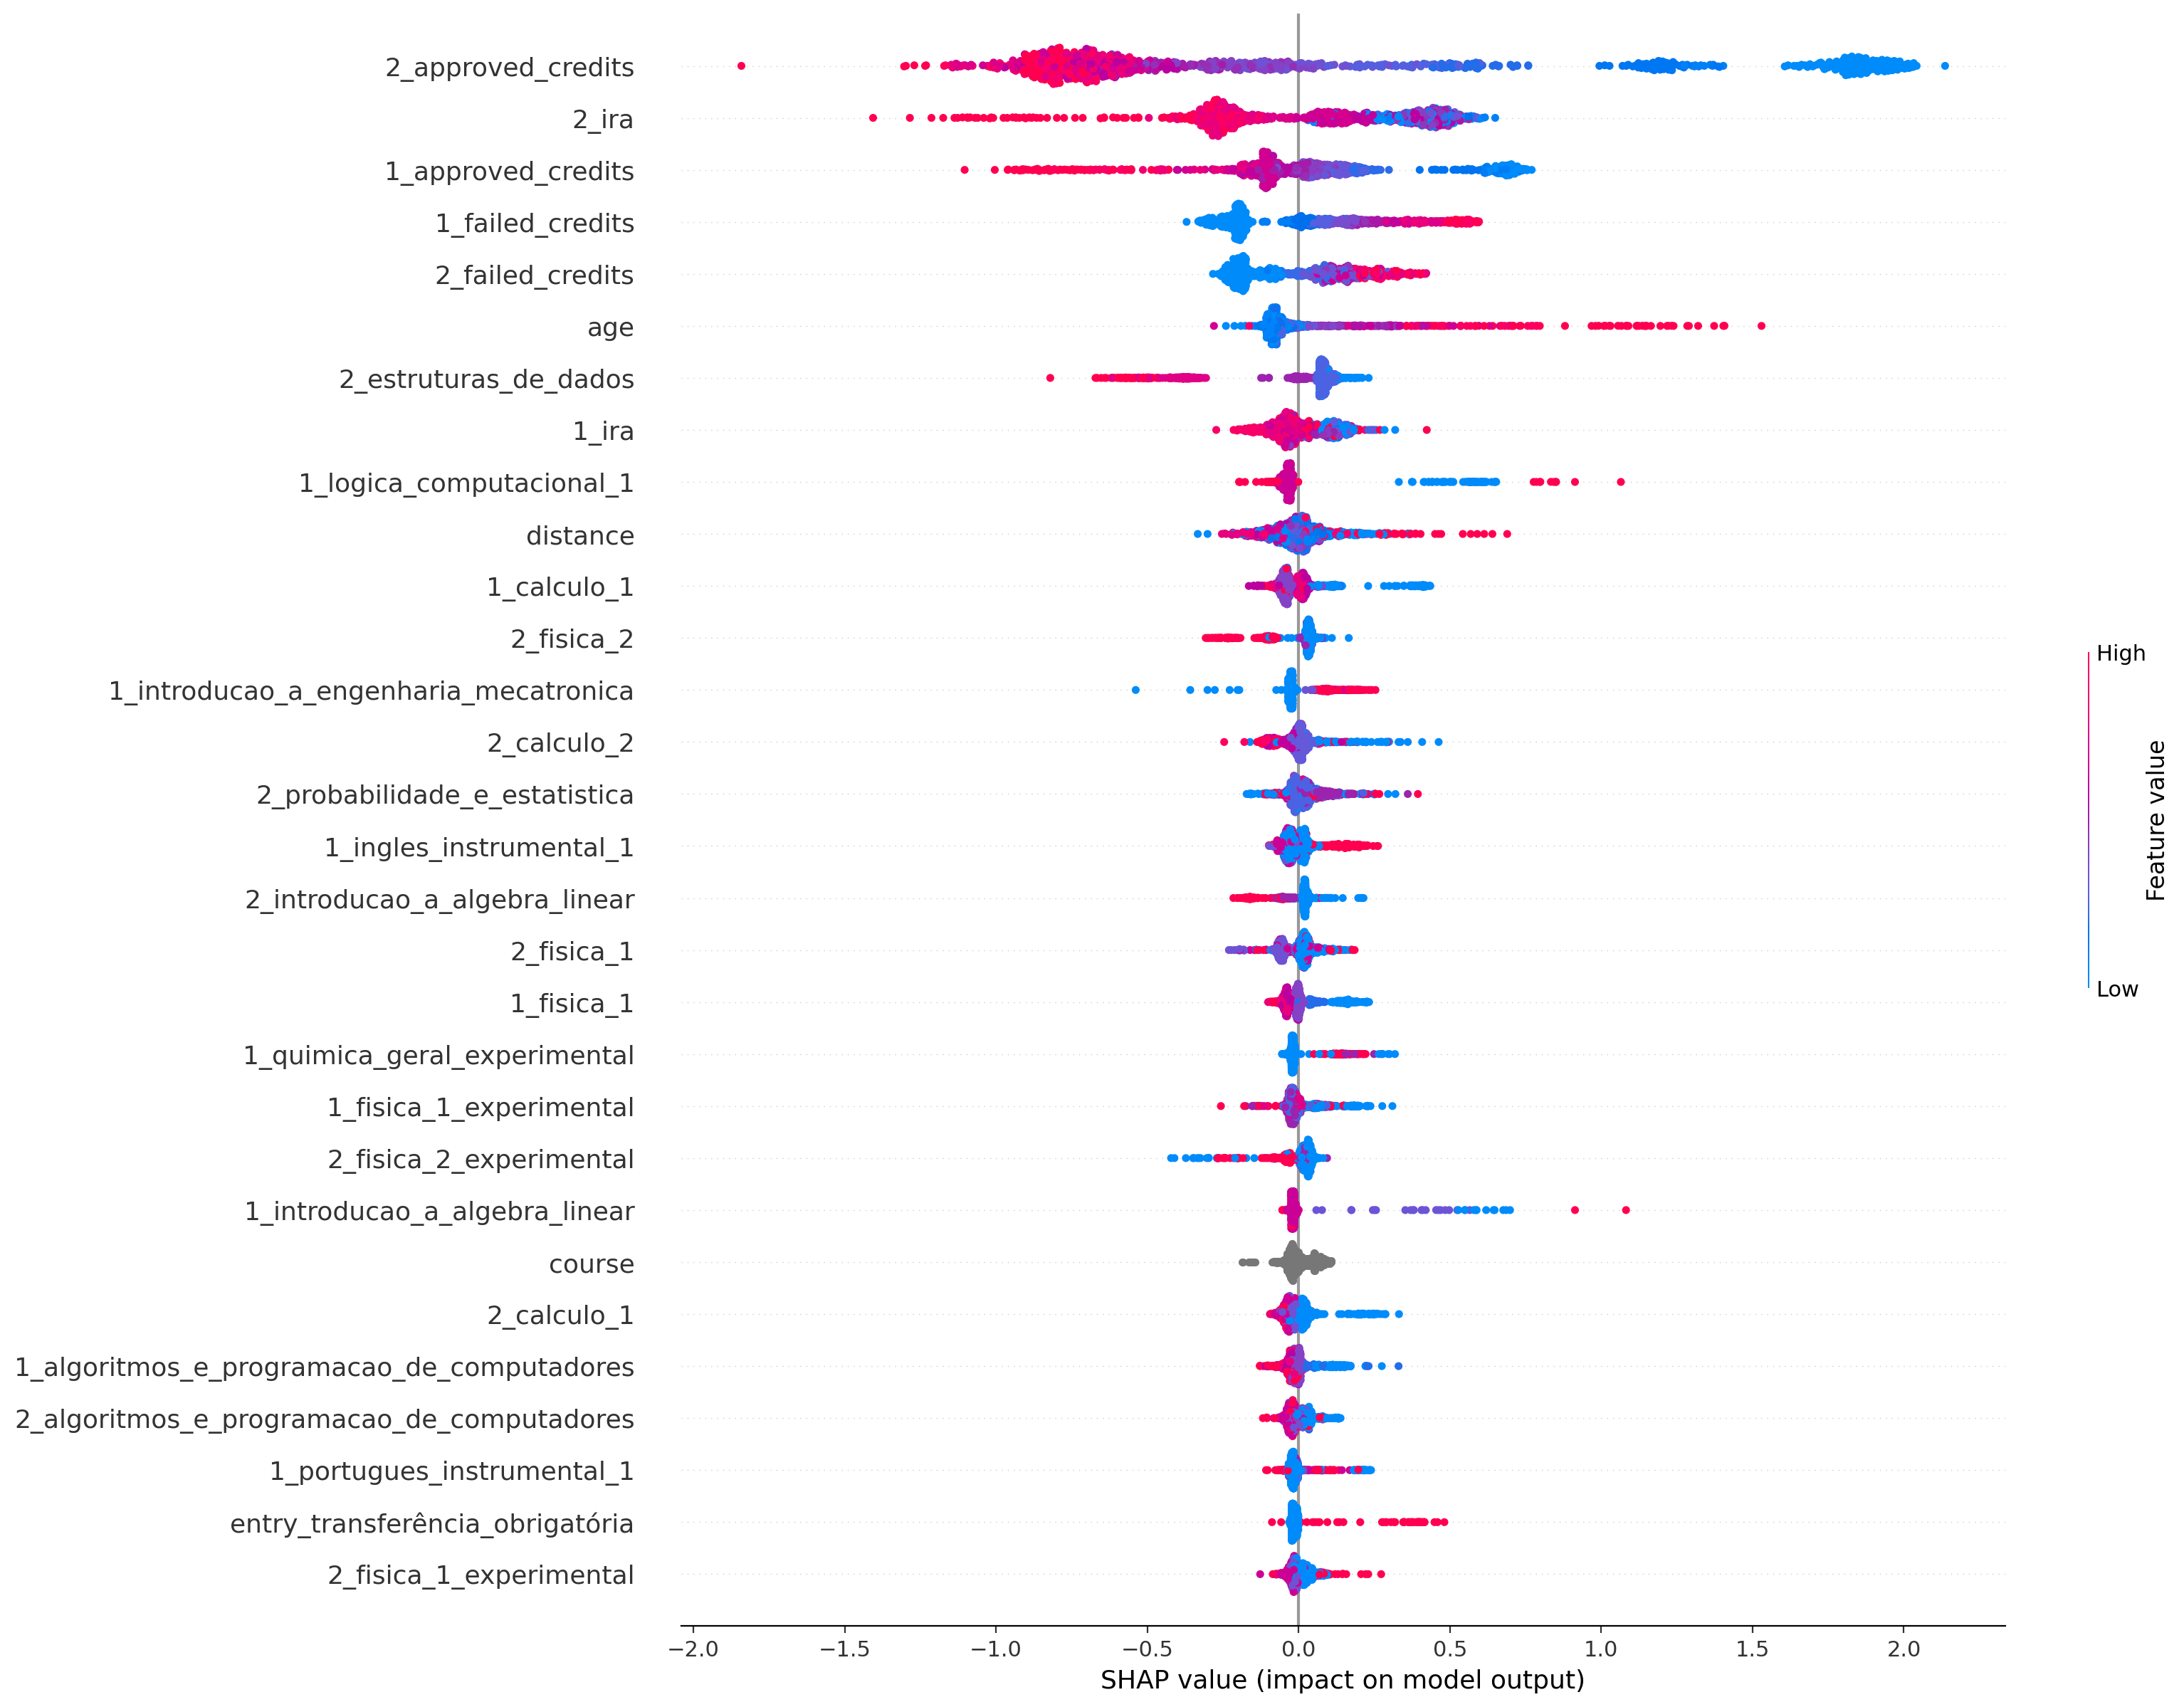 2_approved_credits
2_ira
1_approved_credits
1_failed_credits
2_failed_credits
age
2_estruturas_de_dados
1_ira
1_logica_computacional_1
distance
1_calculo_1
2_fisica_2
1_introducao_a_engenharia_mecatronica
2_calculo_2
2_probabilidade_e_estatistica
1_ingles_instrumental_1
2_introducao_a_algebra_linear
2_fisica_1
1_fisica_1
1_quimica_geral_experimental
1_fisica_1_experimental
2_fisica_2_experimental
1_introducao_a_algebra_linear
course
2_calculo_1
1_algoritmos_e_programacao_de_computadores
2_algoritmos_e_programacao_de_computadores
1_portugues_instrumental_1
entry_transferência_obrigatória
2_fisica_1_experimental
−2.0 −1.5 −1.0 −0.5 0.0 0.5 1.0 1.5 2.0
SHAP value (impact on model output)
High
Feature value
Low